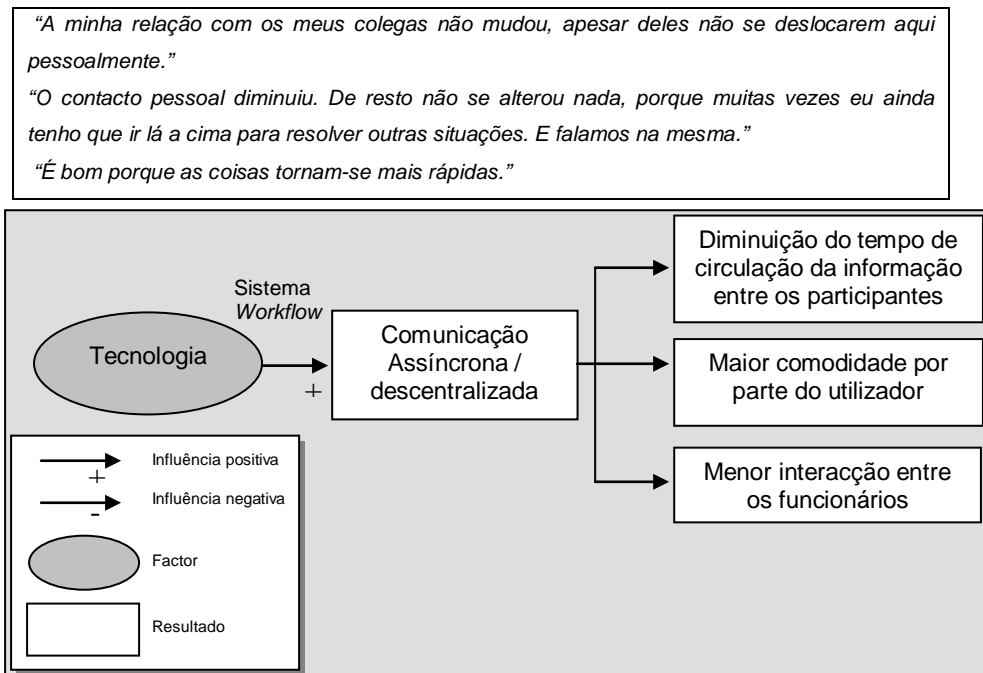 “A minha relação com os meus colegas não mudou, apesar deles não se deslocarem aqui
pessoalmente.”
“O contacto pessoal diminuiu. De resto não se alterou nada, porque muitas vezes eu ainda
tenho que ir lá a cima para resolver outras situações. E falamos na mesma.”
“É bom porque as coisas tornam-se mais rápidas.”
Tecnologia
Sistema
Workflow
+
Comunicação
Assíncrona /
descentralizada
Diminuição do tempo de
circulação da informação
entre os participantes
Maior comodidade por
parte do utilizador
Menor interacção entre
os funcionários
+
Influência positiva
-
Influência negativa
Factor
Resultado